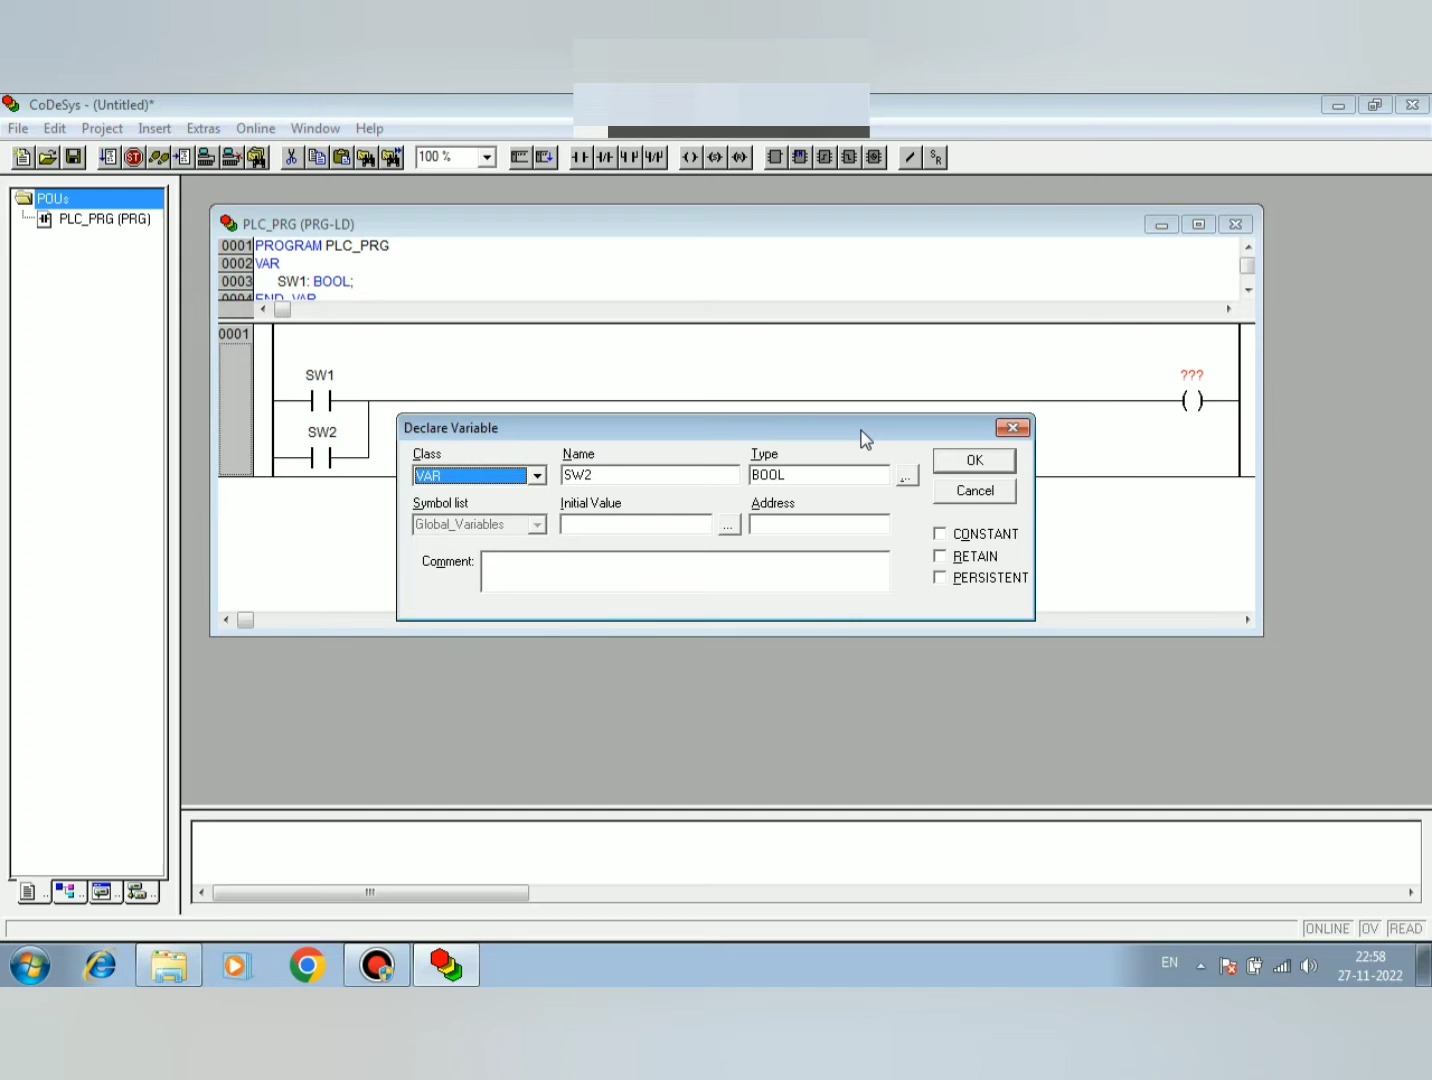 CoDeSys - (Untitled)*
File Edit Project Insert Extras Online Window Help
100 %
POUs
PLC_PRG (PRG)
PLC_PRG (PRG-LD)
0001 PROGRAM PLC_PRG
0002 VAR
0003 SW1: BOOL;
0004 END_VAR
0001
SW1
???
SW2
Declare Variable
Class Name Type
VAR SW2 BOOL ... OK
Symbol list Initial Value Address Cancel
Global_Variables ...
CONSTANT
Comment: RETAIN
PERSISTENT
ONLINE OV READ
EN
22:58
27-11-2022